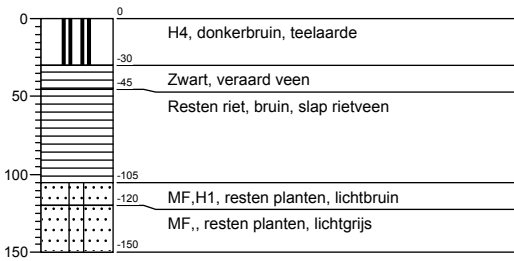 0
0
H4, donkerbruin, teelaarde
-30
Zwart, veraard veen
-45
50
Resten riet, bruin, slap rietveen
100
-105
MF,H1, resten planten, lichtbruin
-120
MF,, resten planten, lichtgrijs
150
-150